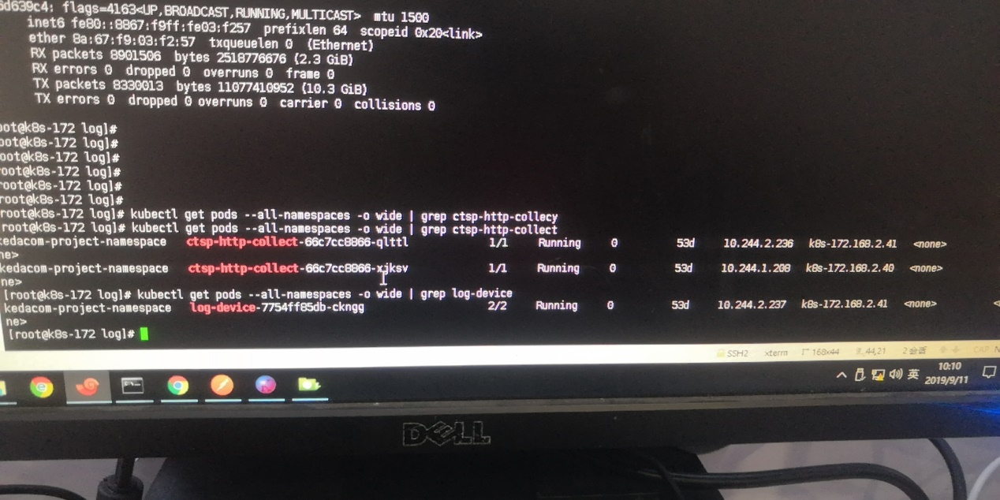 6d639c4: flags=4163<UP,BROADCAST,RUNNING,MULTICAST> mtu 1500
inet6 fe80::8867:f9ff:fe03:f257 prefixlen 64 scopeid 0x20<link>
ether 8a:67:f9:03:f2:57 txqueuelen 0 (Ethernet)
RX packets 8901506 bytes 2518776676 (2.3 GiB)
RX errors 0 dropped 0 overruns 0 frame 0
TX packets 8330013 bytes 11077410952 (10.3 GiB)
TX errors 0 dropped 0 overruns 0 carrier 0 collisions 0
oot@k8s-172 log]#
oot@k8s-172 log]#
oot@k8s-172 log]#
root@k8s-172 log]#
root@k8s-172 log]#
root@k8s-172 log]#
root@k8s-172 log]# kubectl get pods --all-namespaces -o wide | grep ctsp-http-collecy
root@k8s-172 log]# kubectl get pods --all-namespaces -o wide | grep ctsp-http-collect
kedacom-project-namespace ctsp-http-collect-66c7cc8866-qlttl 1/1 Running 0 53d 10.244.2.236 k8s-172.168.2.41 <none>
ne>
kedacom-project-namespace ctsp-http-collect-66c7cc8866-xjksv 1/1 Running 0 53d 10.244.1.208 k8s-172.168.2.40 <none>
ne>
[root@k8s-172 log]# kubectl get pods --all-namespaces -o wide | grep log-device
kedacom-project-namespace log-device-7754ff85db-ckngg 2/2 Running 0 53d 10.244.2.237 k8s-172.168.2.41 <none> <
ne>
[root@k8s-172 log]#
SSH2 xterm 168x44 44,21 2 会话 CAP N
英 10:10
2019/9/11
DELL